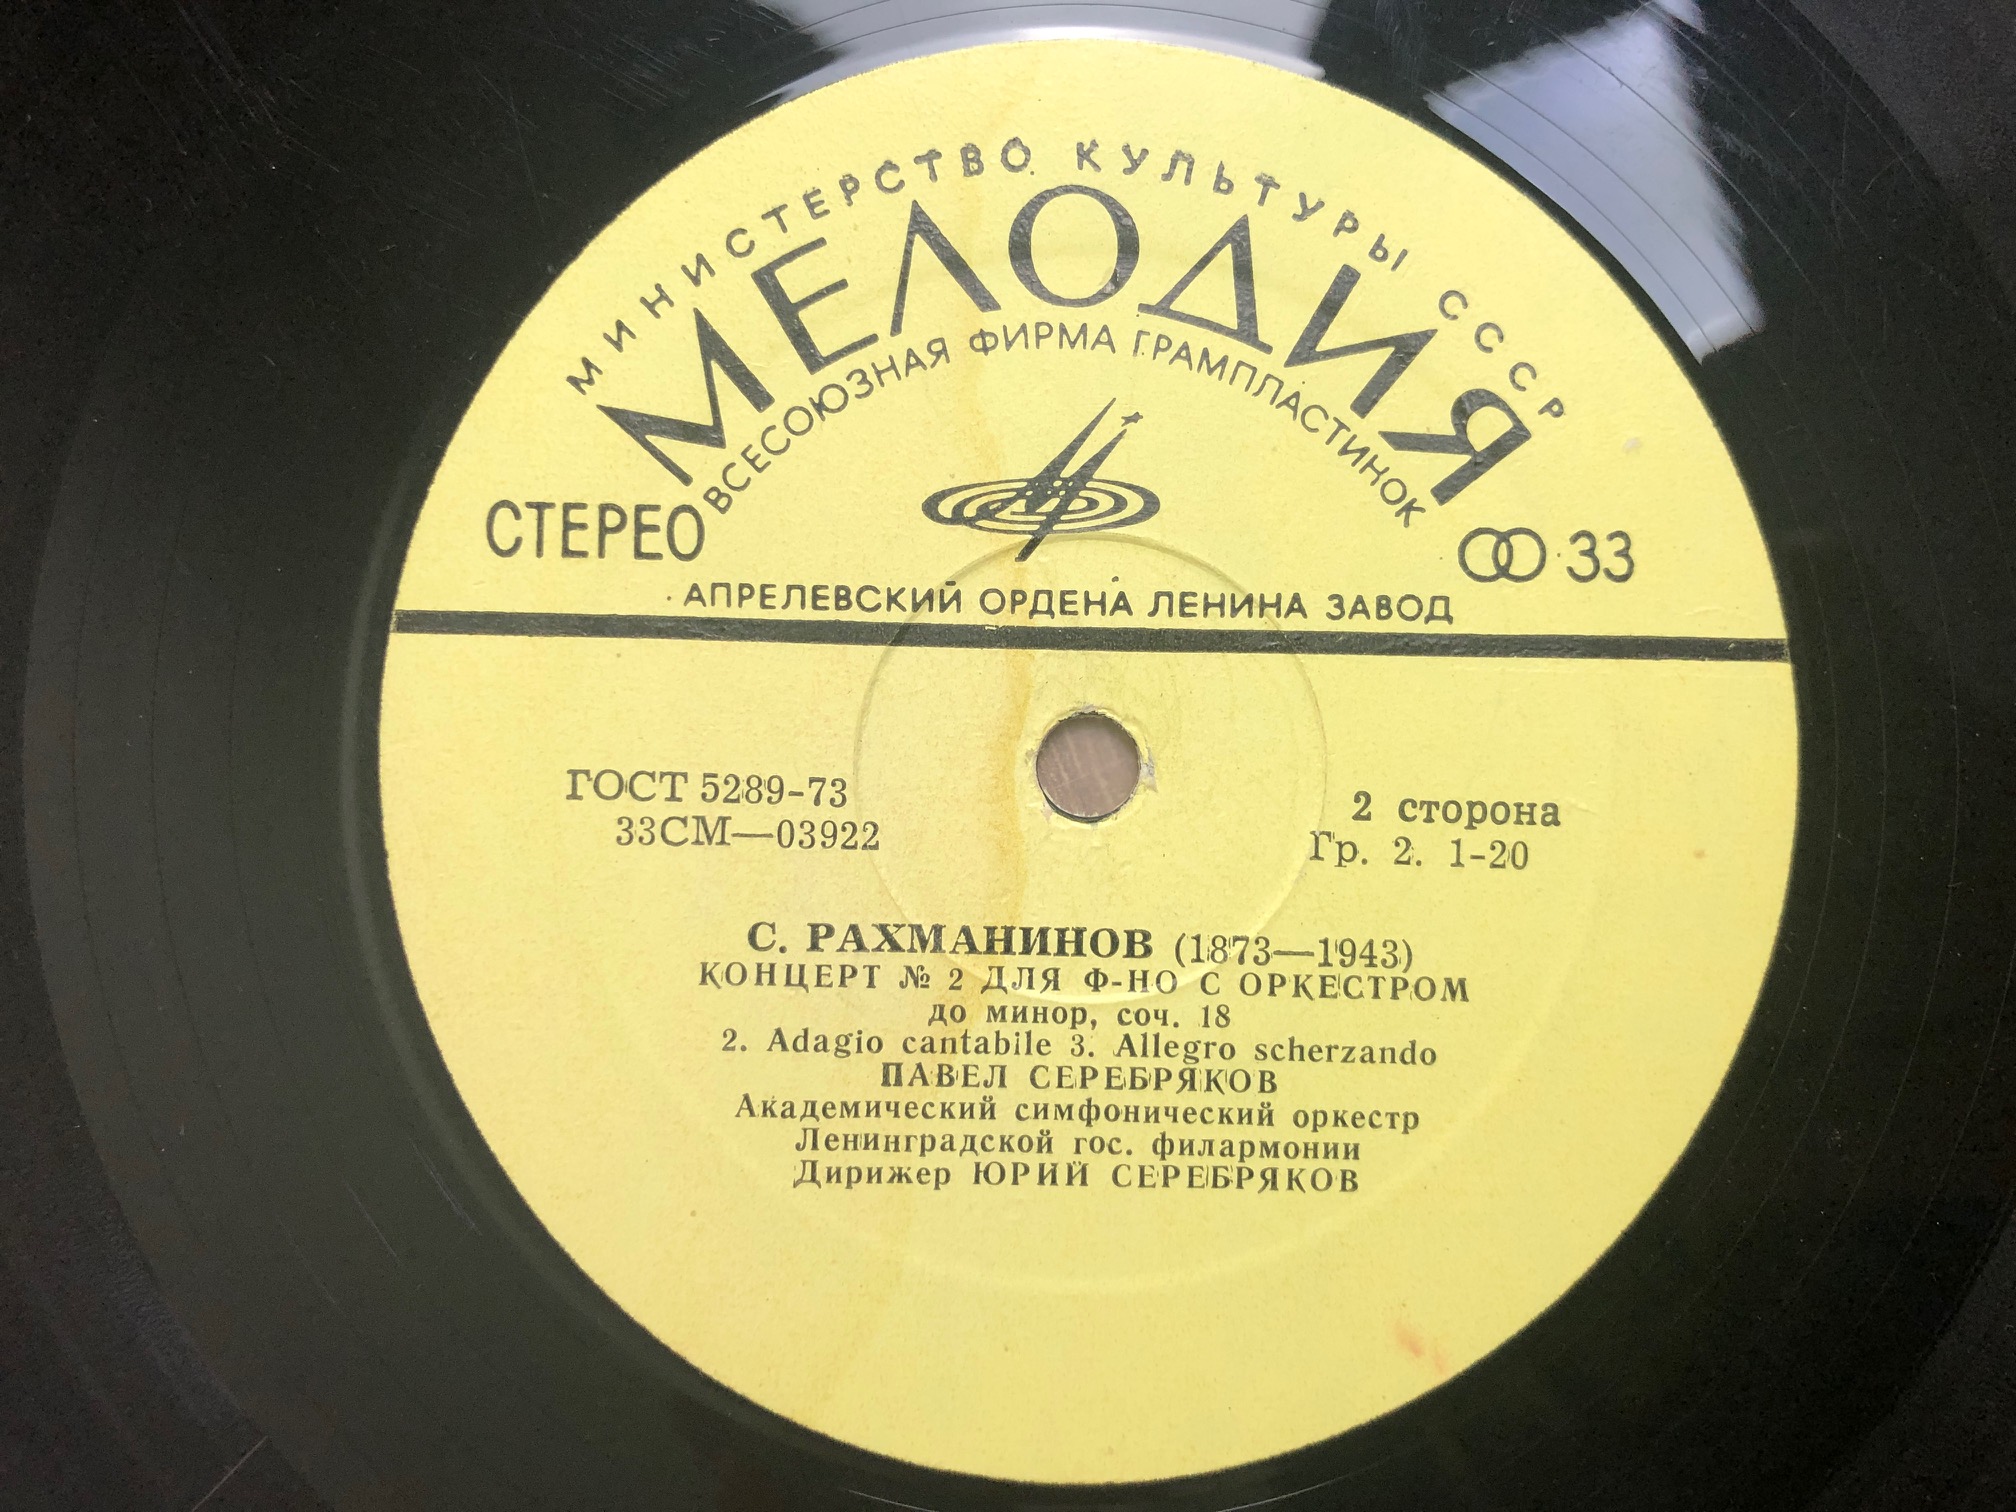 МИНИСТЕРСТВО КУЛЬТУРЫ СССР
МЕЛОДИЯ
ВСЕСОЮЗНАЯ ФИРМА ГРАМПЛАСТИНОК
СТЕРЕО
33
АПРЕЛЕВСКИЙ ОРДЕНА ЛЕНИНА ЗАВОД
ГОСТ 5289-73
33СМ—03922
2 сторона
Гр. 2. 1-20
С. РАХМАНИНОВ (1873—1943)
КОНЦЕРТ № 2 ДЛЯ Ф-НО С ОРКЕСТРОМ
до минор, соч. 18
2. Adagio cantabile 3. Allegro scherzando
ПАВЕЛ СЕРЕБРЯКОВ
Академический симфонический оркестр
Ленинградской гос. филармонии
Дирижер ЮРИЙ СЕРЕБРЯКОВ